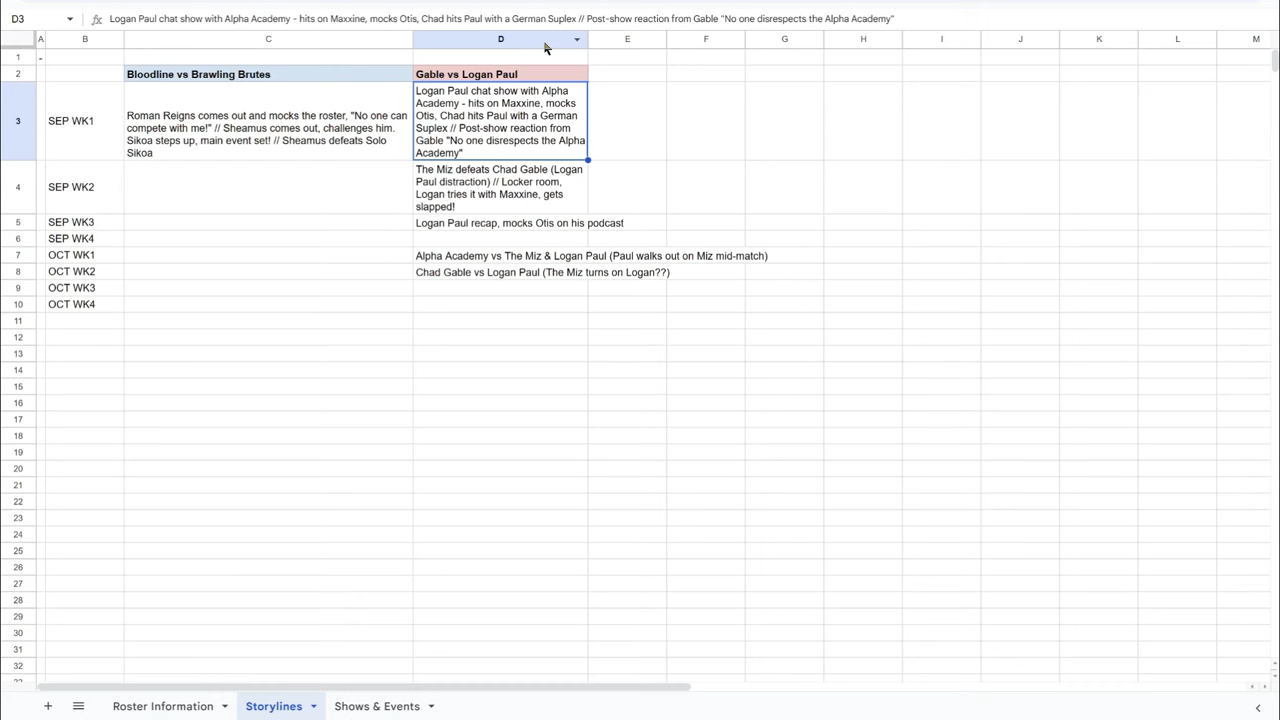 D3 fx Logan Paul chat show with Alpha Academy - hits on Maxxine, mocks Otis, Chad hits Paul with a German Suplex // Post-show reaction from Gable "No one disrespects the Alpha Academy"
A B C D E F G H I J K L M
1 -
2 Bloodline vs Brawling Brutes Gable vs Logan Paul
3 SEP WK1
Roman Reigns comes out and mocks the roster, "No one can
compete with me!" // Sheamus comes out, challenges him.
Sikoa steps up, main event set! // Sheamus defeats Solo
Sikoa
Logan Paul chat show with Alpha
Academy - hits on Maxxine, mocks
Otis, Chad hits Paul with a German
Suplex // Post-show reaction from
Gable "No one disrespects the Alpha
Academy"
4 SEP WK2
The Miz defeats Chad Gable (Logan
Paul distraction) // Locker room,
Logan tries it with Maxxine, gets
slapped!
5 SEP WK3 Logan Paul recap, mocks Otis on his podcast
6 SEP WK4
7 OCT WK1 Alpha Academy vs The Miz & Logan Paul (Paul walks out on Miz mid-match)
8 OCT WK2 Chad Gable vs Logan Paul (The Miz turns on Logan??)
9 OCT WK3
10 OCT WK4
11
12
13
14
15
16
17
18
19
20
21
22
23
24
25
26
27
28
29
30
31
32
+ Roster Information Storylines Shows & Events